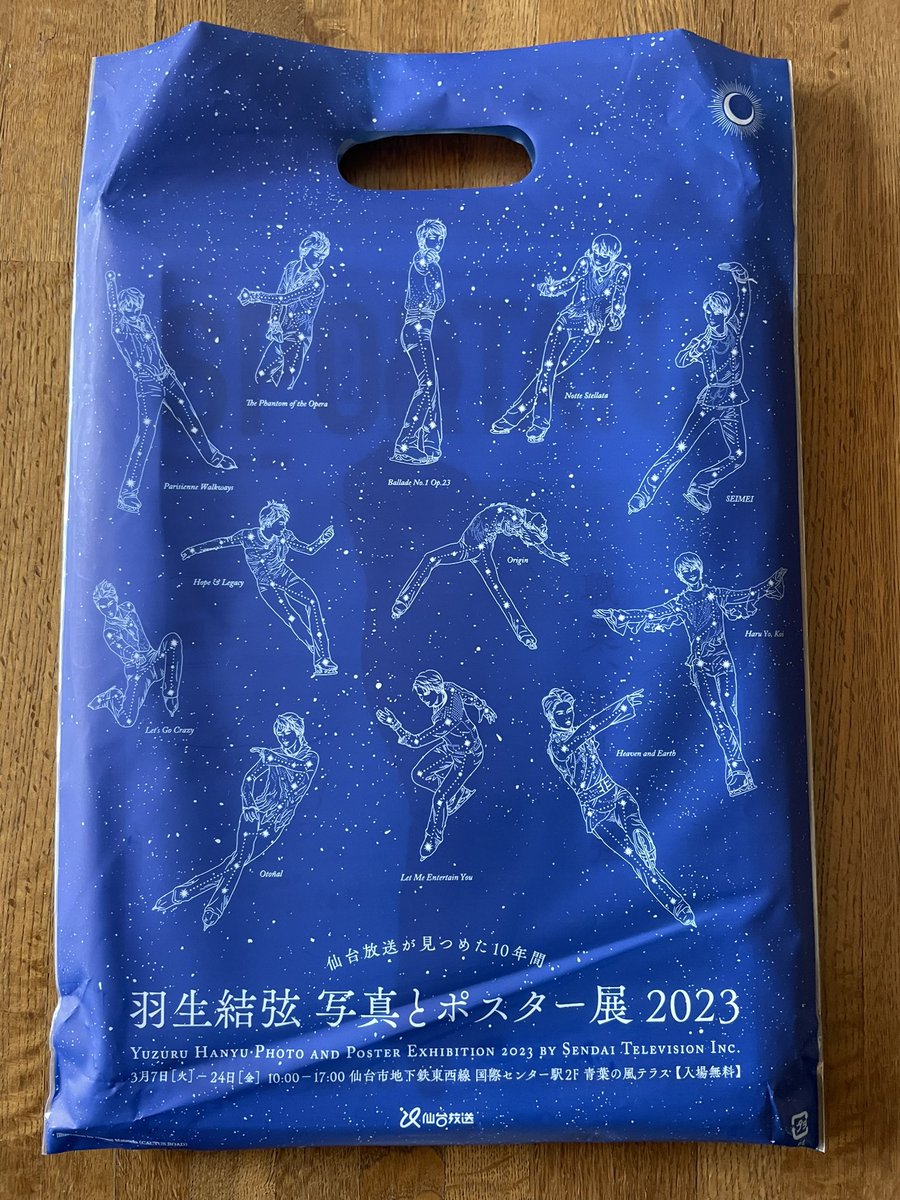 The Phantom of the Opera
Notte Stellata
Parisienne Walkways
Ballade No.1 Op.23
SEIMEI
Hope & Legacy
Origin
Haru Yo, Koi
Let's Go Crazy
Heaven and Earth
Otoñal
Let Me Entertain You
仙台放送が見つめた10年間
羽生結弦 写真とポスター展 2023
YUZURU HANYU PHOTO AND POSTER EXHIBITION 2023 BY SENDAI TELEVISION INC.
3月7日[火]−24日[金] 10:00−17:00 仙台市地下鉄東西線 国際センター駅2F 青葉の風テラス【入場無料】
仙台放送
(CACTUS ROAD)
プラ